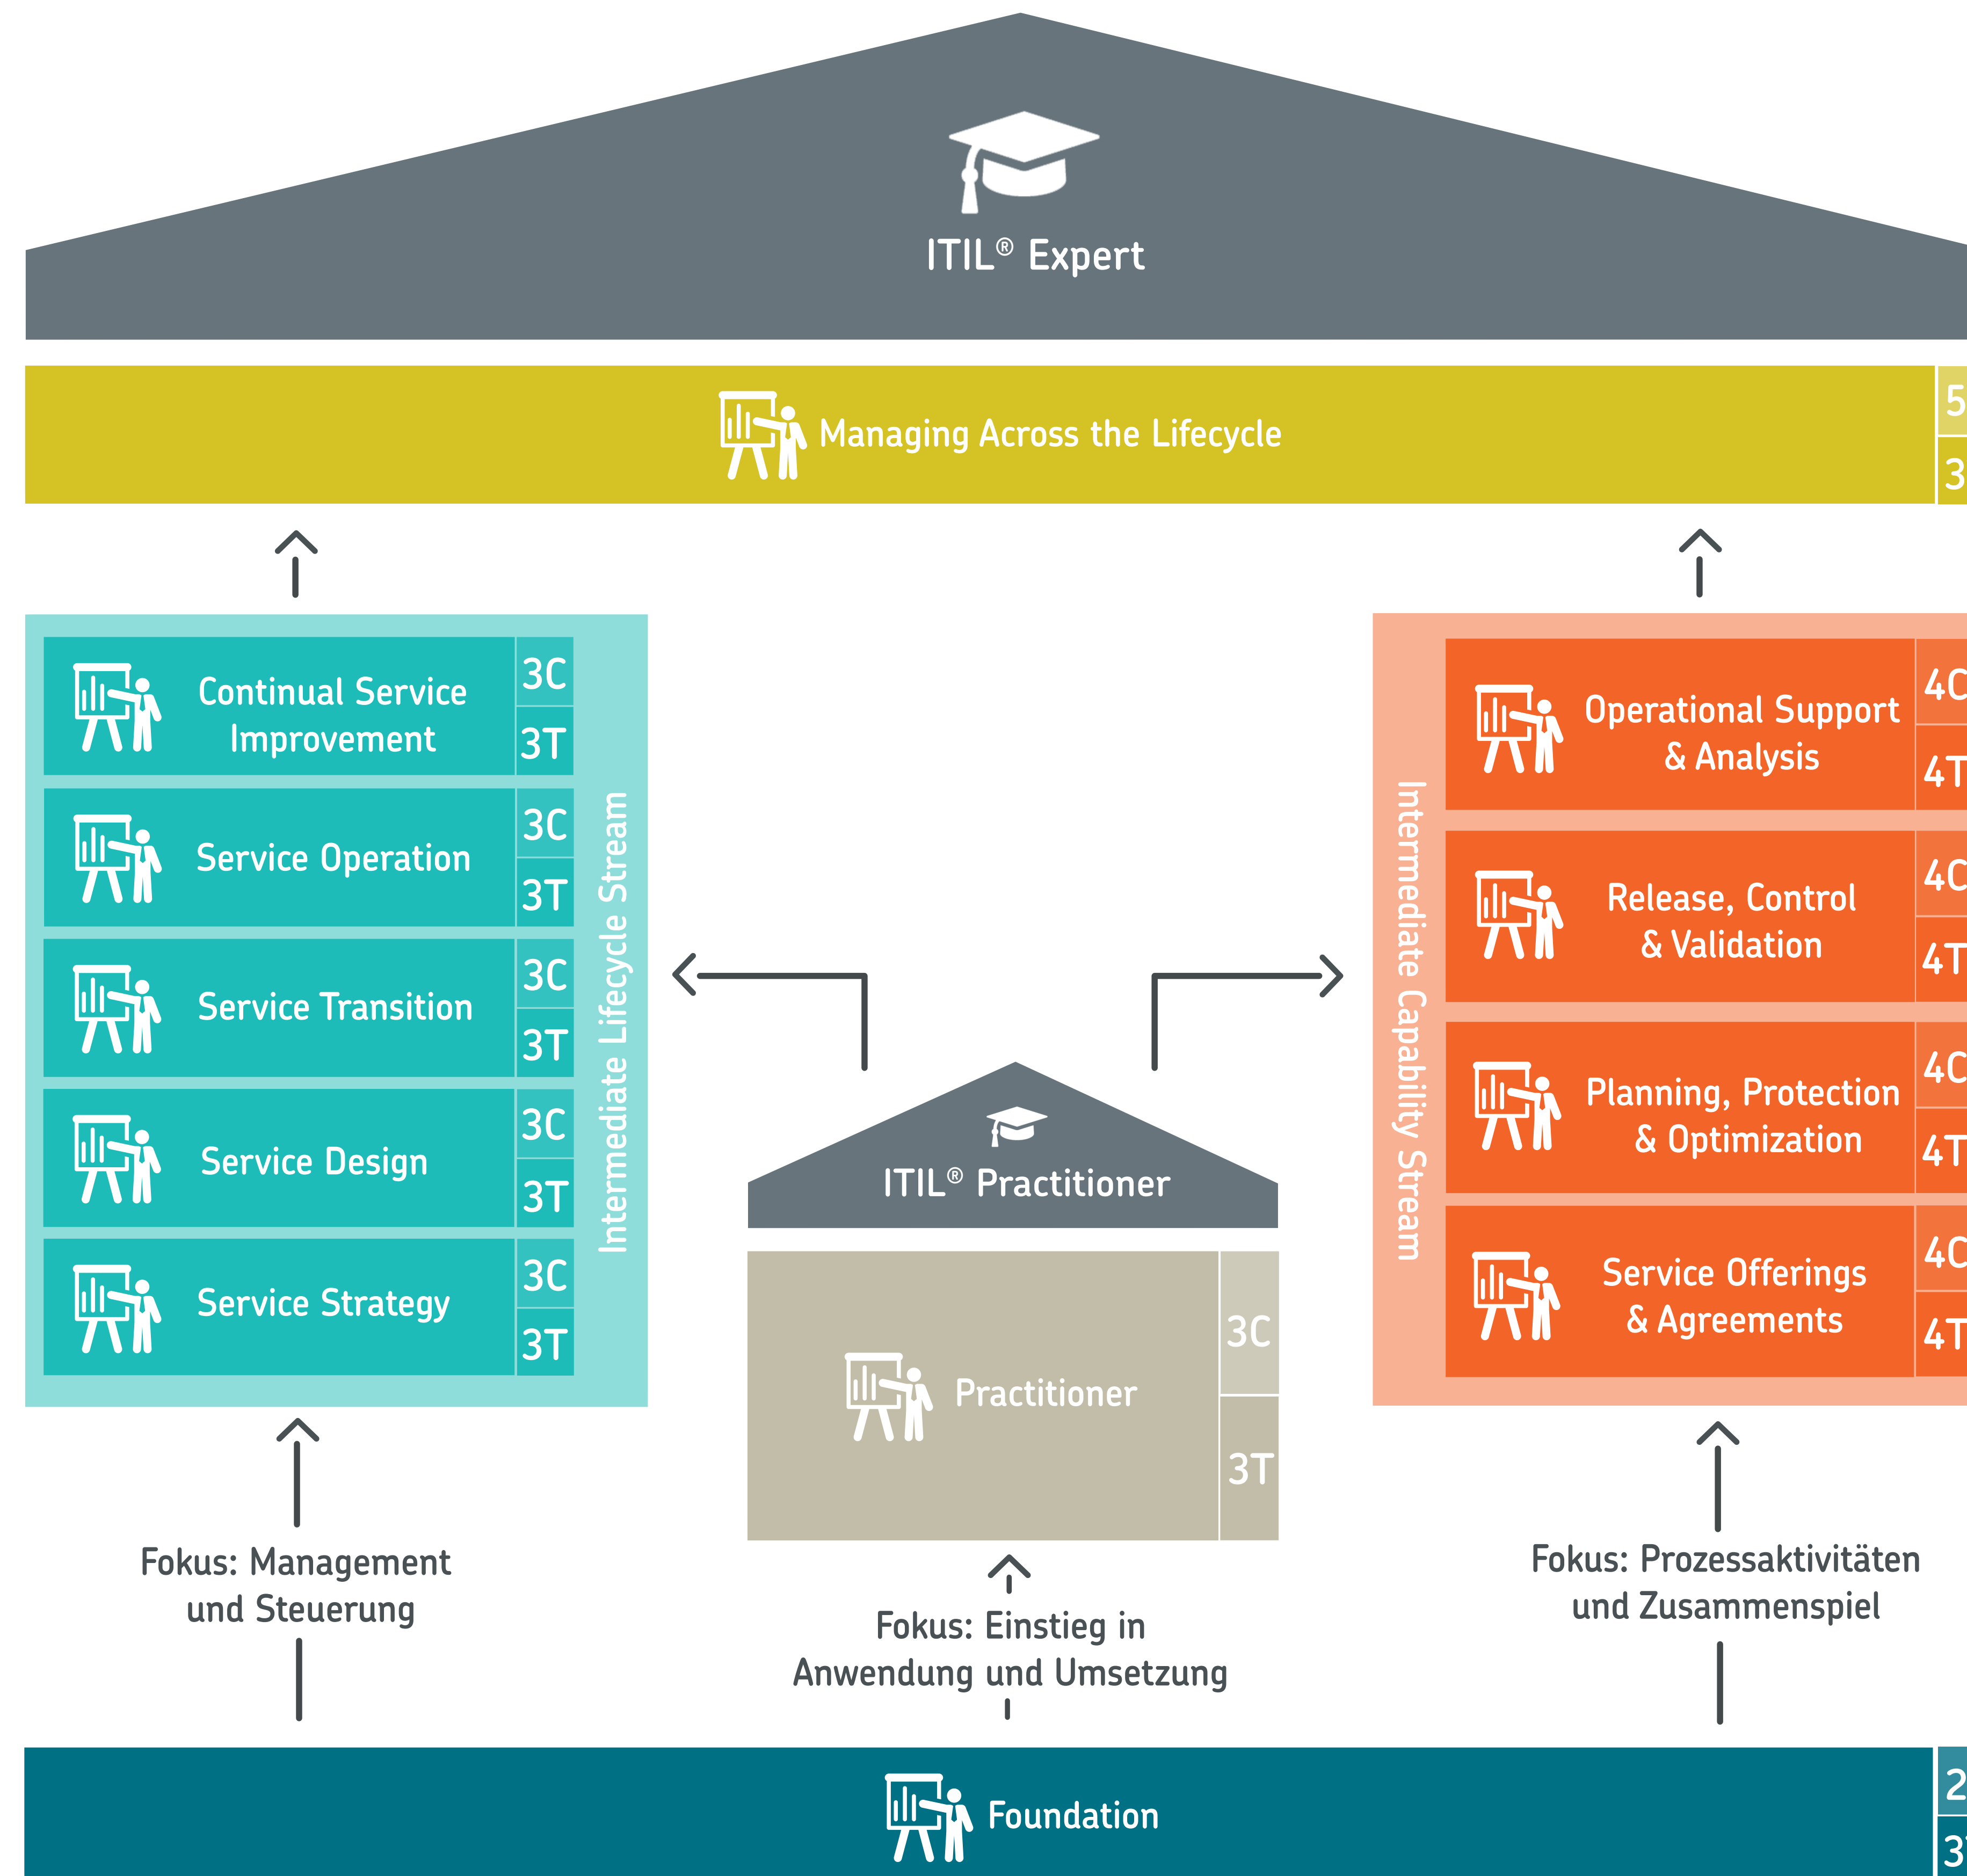 ITIL® Expert
Managing Across the Lifecycle
5
3
Continual Service
Improvement
3C
3T
Service Operation
3C
3T
Service Transition
3C
3T
Service Design
3C
3T
Service Strategy
3C
3T
Intermediate Lifecycle Stream
ITIL® Practitioner
Practitioner
3C
3T
Intermediate Capability Stream
Operational Support
& Analysis
4C
4T
Release, Control
& Validation
4C
4T
Planning, Protection
& Optimization
4C
4T
Service Offerings
& Agreements
4C
4T
Fokus: Management
und Steuerung
Fokus: Einstieg in
Anwendung und Umsetzung
Fokus: Prozessaktivitäten
und Zusammenspiel
Foundation
2
3